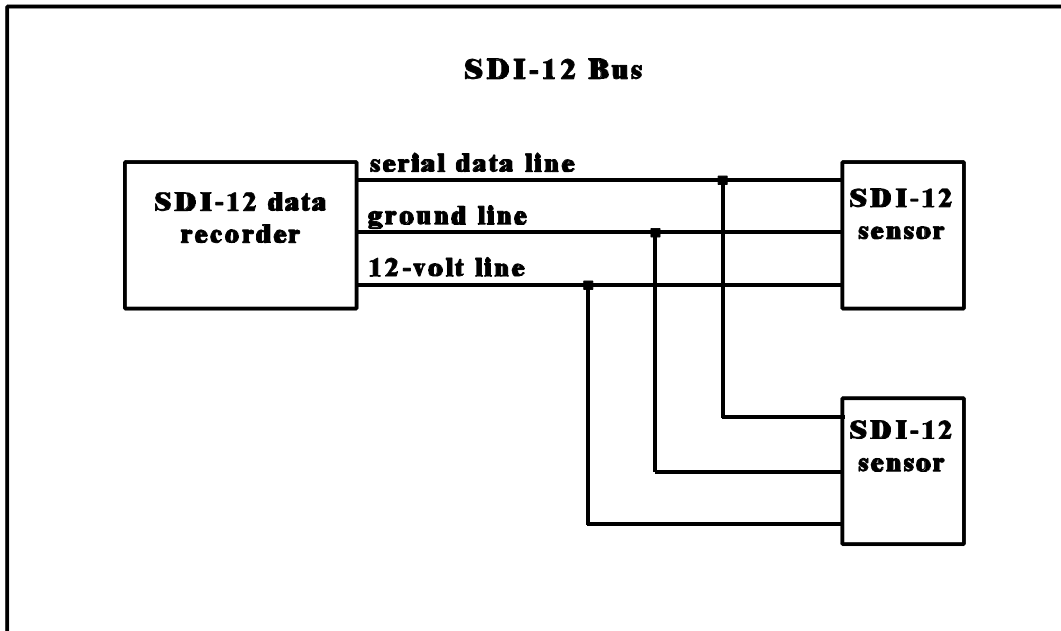 SDI-12 Bus
serial data line
SDI-12 data
recorder
ground line
12-volt line
SDI-12
sensor
SDI-12
sensor